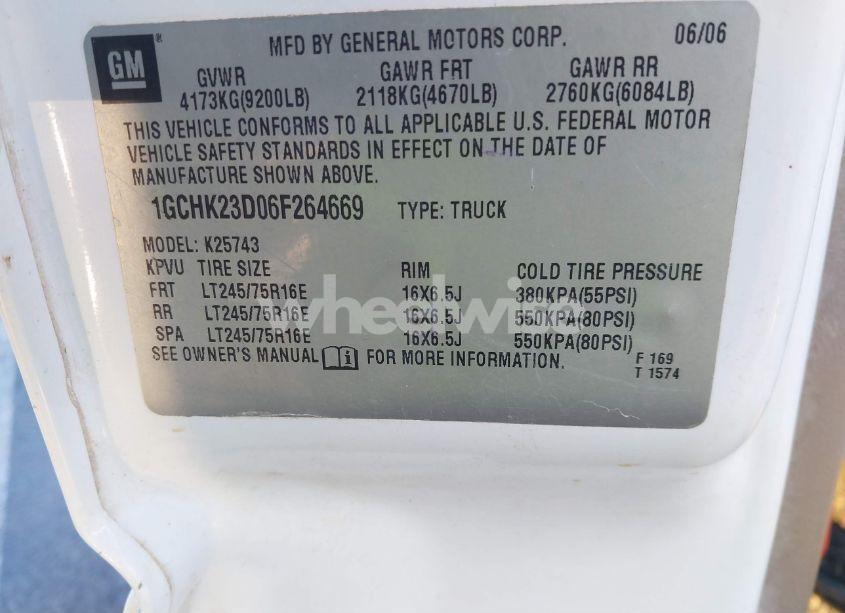 GM ®
MFD BY GENERAL MOTORS CORP. 06/06
GVWR GAWR FRT GAWR RR
4173KG(9200LB) 2118KG(4670LB) 2760KG(6084LB)
THIS VEHICLE CONFORMS TO ALL APPLICABLE U.S. FEDERAL MOTOR
VEHICLE SAFETY STANDARDS IN EFFECT ON THE DATE OF
MANUFACTURE SHOWN ABOVE.
1GCHK23D06F264669 TYPE: TRUCK
MODEL: K25743
KPVU TIRE SIZE RIM COLD TIRE PRESSURE
FRT LT245/75R16E 16X6.5J 380KPA(55PSI)
RR LT245/75R16E 16X6.5J 550KPA(80PSI)
SPA LT245/75R16E 16X6.5J 550KPA(80PSI)
SEE OWNER'S MANUAL i FOR MORE INFORMATION.
F 169
T 1574